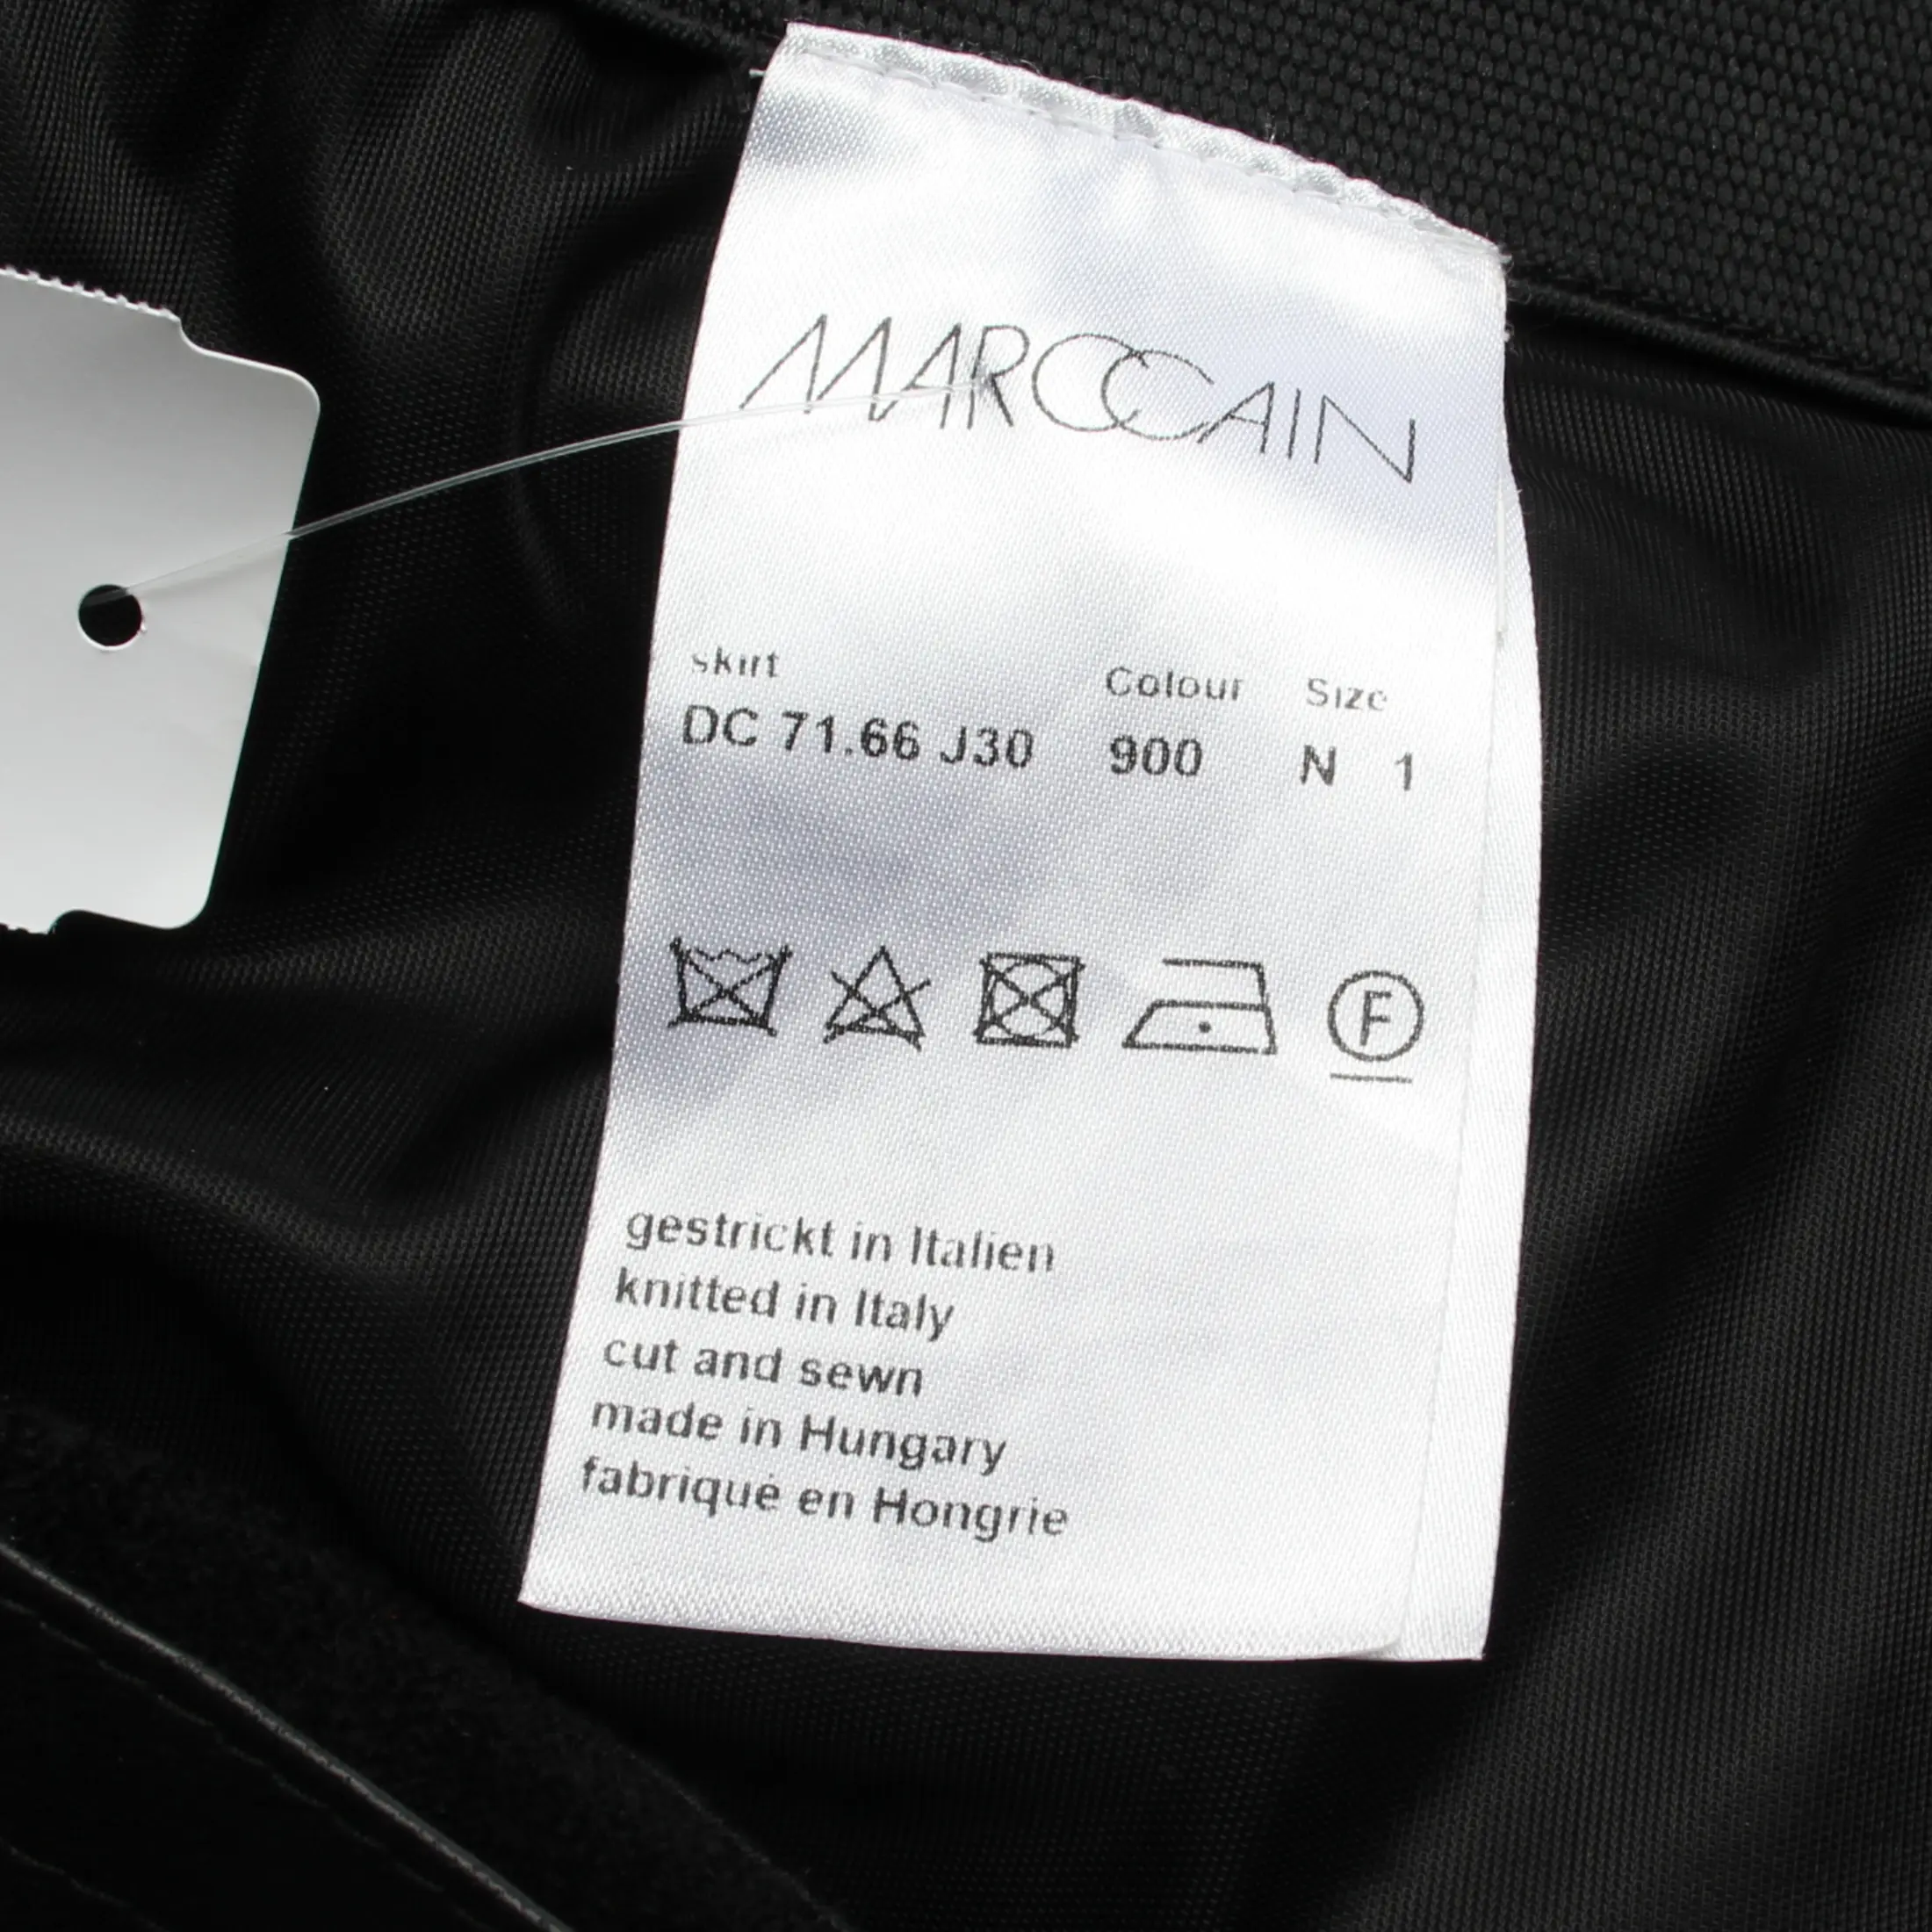 MARCCAIN
skirt Colour Size
DC 71.66 J30 900 N 1
F
gestrickt in Italien
knitted in Italy
cut and sewn
made in Hungary
fabriqué en Hongrie